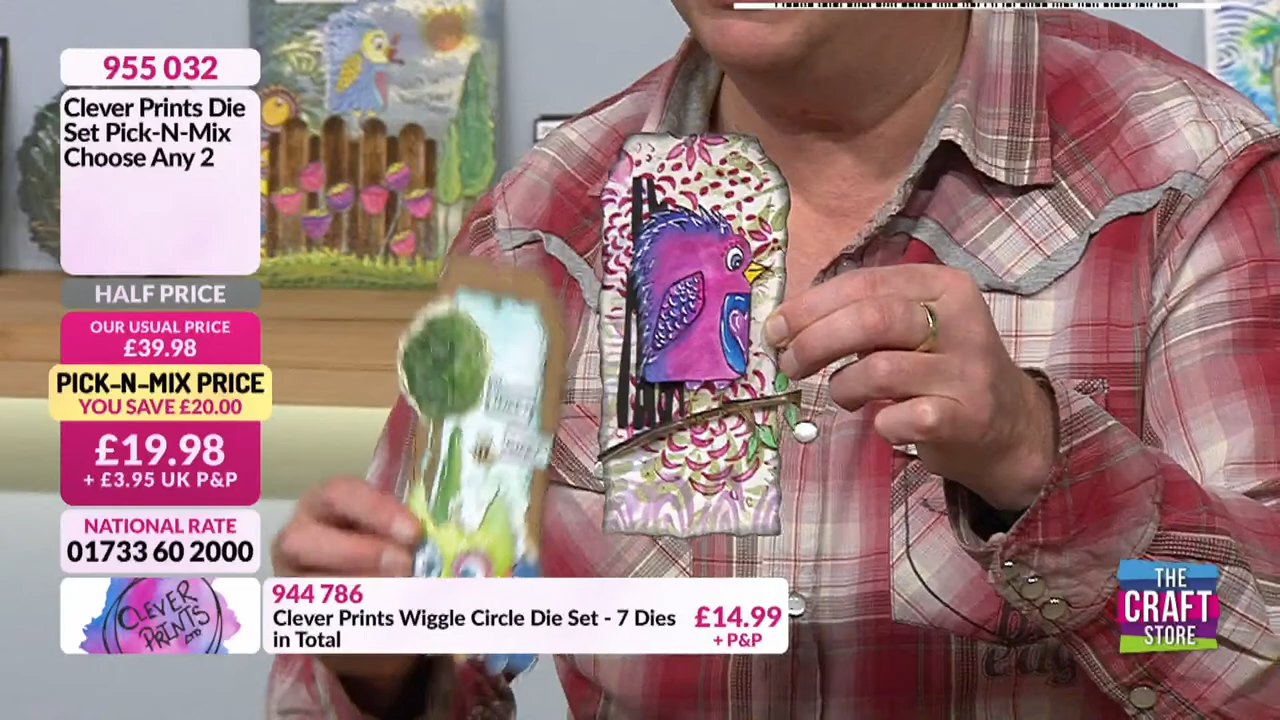 955 032
Clever Prints Die
Set Pick-N-Mix
Choose Any 2
HALF PRICE
OUR USUAL PRICE
£39.98
PICK-N-MIX PRICE
YOU SAVE £20.00
£19.98
+ £3.95 UK P&P
NATIONAL RATE
01733 60 2000
CLEVER
PRINTS LTD
944 786
Clever Prints Wiggle Circle Die Set - 7 Dies
in Total
£14.99
+ P&P
THE
CRAFT
STORE